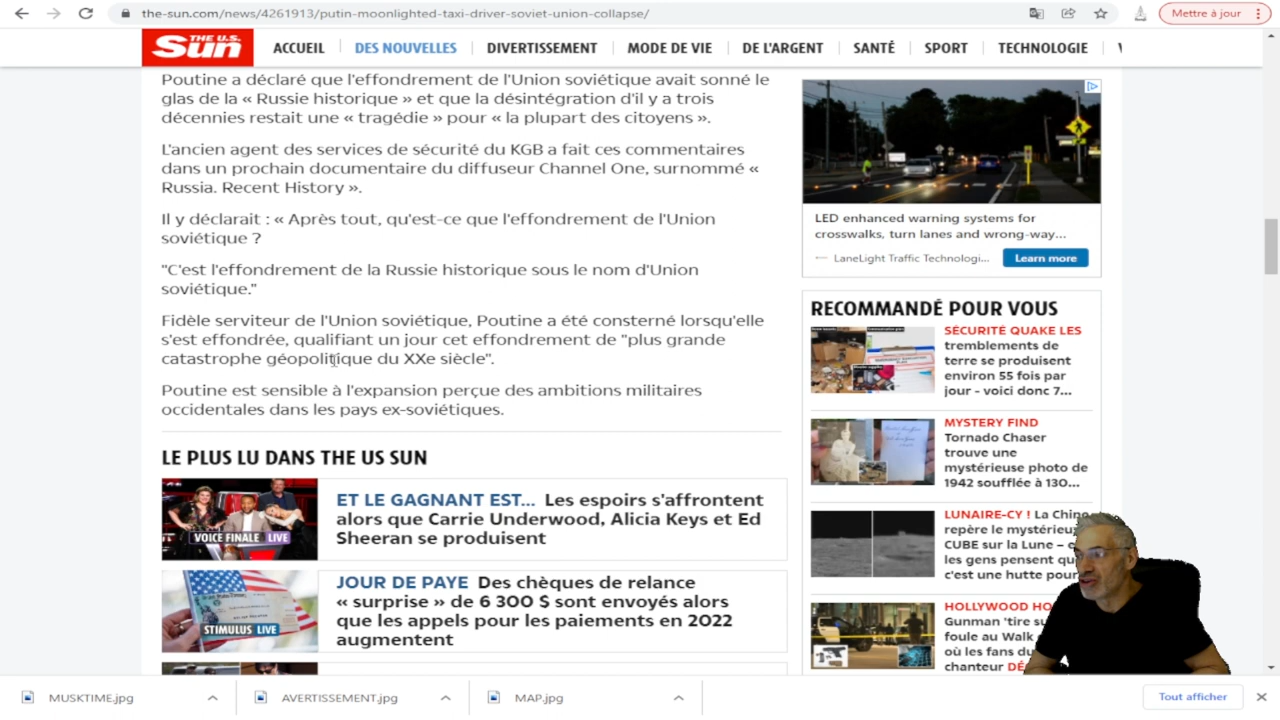 the-sun.com/news/4261913/putin-moonlighted-taxi-driver-soviet-union-collapse/
Mettre à jour
THE U.S. Sun
ACCUEIL
DES NOUVELLES
DIVERTISSEMENT
MODE DE VIE
DE L'ARGENT
SANTÉ
SPORT
TECHNOLOGIE
Poutine a déclaré que l'effondrement de l'Union soviétique avait sonné le
glas de la « Russie historique » et que la désintégration d'il y a trois
décennies restait une « tragédie » pour « la plupart des citoyens ».
L'ancien agent des services de sécurité du KGB a fait ces commentaires
dans un prochain documentaire du diffuseur Channel One, surnommé «
Russia. Recent History ».
Il y déclarait : « Après tout, qu'est-ce que l'effondrement de l'Union
soviétique ?
"C'est l'effondrement de la Russie historique sous le nom d'Union
soviétique."
Fidèle serviteur de l'Union soviétique, Poutine a été consterné lorsqu'elle
s'est effondrée, qualifiant un jour cet effondrement de "plus grande
catastrophe géopolitique du XXe siècle".
Poutine est sensible à l'expansion perçue des ambitions militaires
occidentales dans les pays ex-soviétiques.
LE PLUS LU DANS THE US SUN
VOICE FINALE LIVE
ET LE GAGNANT EST... Les espoirs s'affrontent
alors que Carrie Underwood, Alicia Keys et Ed
Sheeran se produisent
STIMULUS LIVE
JOUR DE PAYE Des chèques de relance
« surprise » de 6 300 $ sont envoyés alors
que les appels pour les paiements en 2022
augmentent
LED enhanced warning systems for
crosswalks, turn lanes and wrong-way...
LaneLight Traffic Technologi...
Learn more
RECOMMANDÉ POUR VOUS
SÉCURITÉ QUAKE LES
tremblements de
terre se produisent
environ 55 fois par
jour - voici donc 7...
MYSTERY FIND
Tornado Chaser
trouve une
mystérieuse photo de
1942 soufflée à 130...
LUNAIRE-CY ! La Chine
repère le mystérieux
CUBE sur la Lune –
les gens pensent que
c'est une hutte pour
HOLLYWOOD
Gunman 'tire
foule au Walk
où les fans du
chanteur
MUSKTIME.jpg
AVERTISSEMENT.jpg
MAP.jpg
Tout afficher